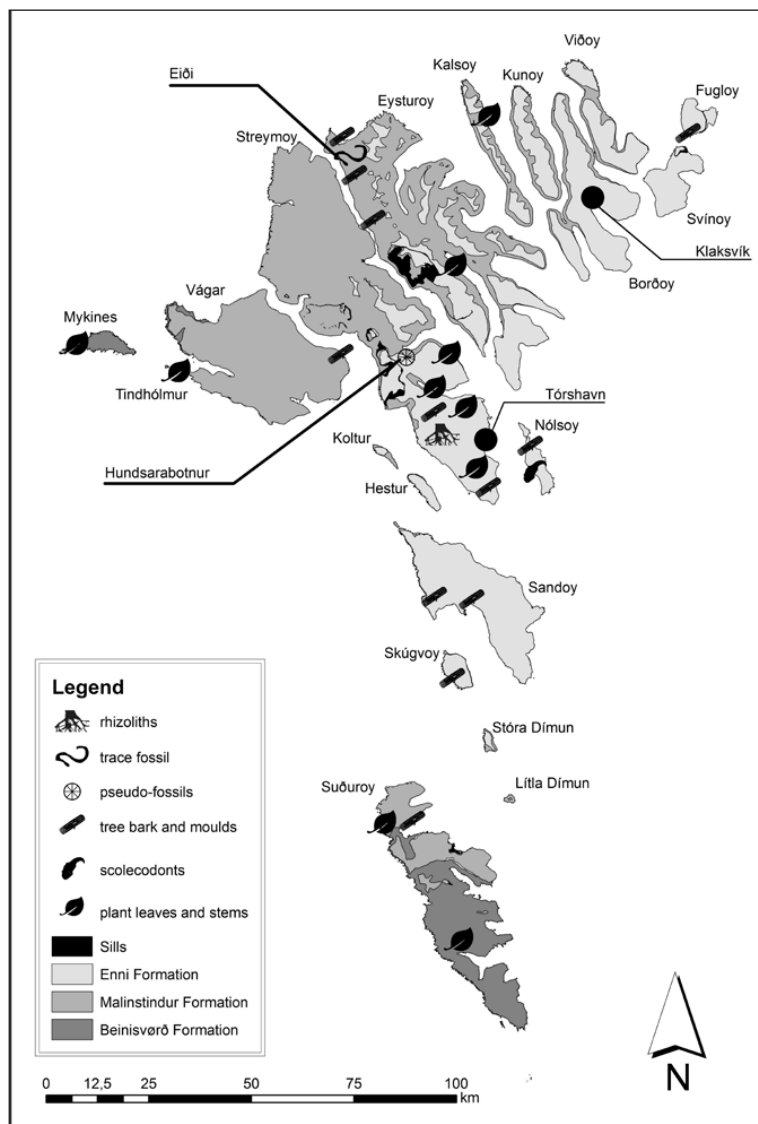 Viðoy
Kalsoy
Kunoy
Fugloy
Eiði
Eysturoy
Streymoy
Svínoy
Klaksvík
Borðoy
Vágar
Mykines
Tindhólmur
Tórshavn
Nólsoy
Koltur
Hundsarabotnur
Hestur
Sandoy
Skúgvoy
Stóra Dímun
Lítla Dímun
Suðuroy
Legend
rhizoliths
trace fossil
pseudo-fossils
tree bark and moulds
scolecodonts
plant leaves and stems
Sills
Enni Formation
Malinstindur Formation
Beinisvørð Formation
0 12,5 25 50 75 100
km
N